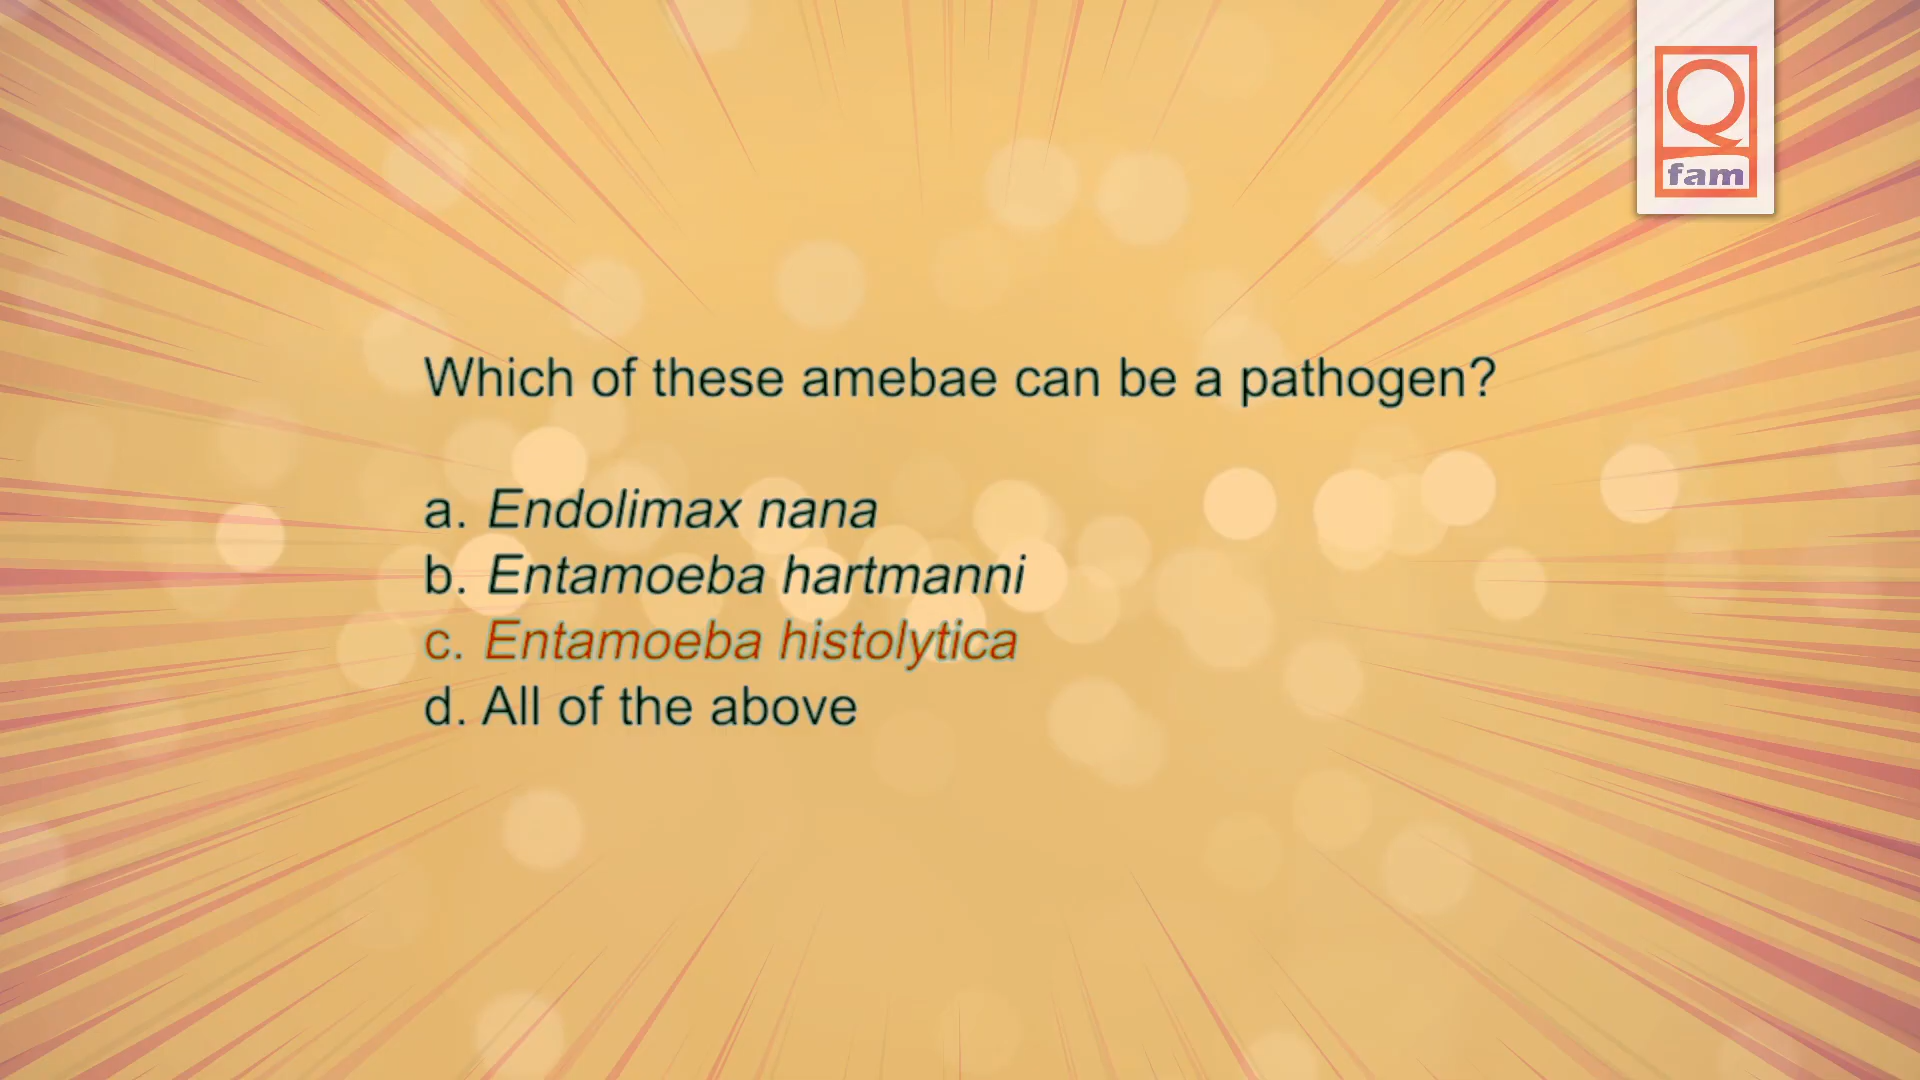 Q
fam
Which of these amebae can be a pathogen?
a. Endolimax nana
b. Entamoeba hartmanni
c. Entamoeba histolytica
d. All of the above